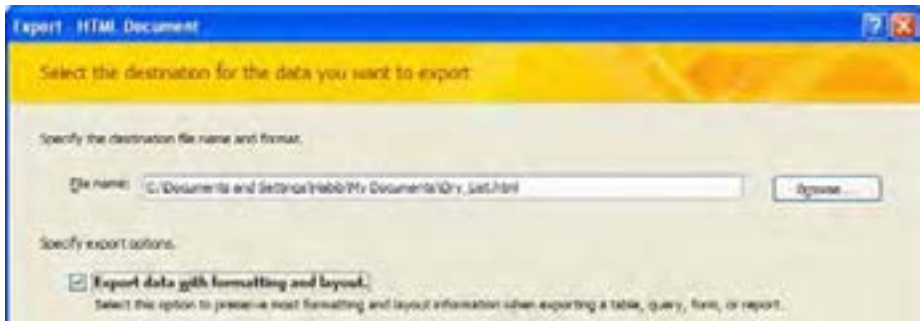 Export - HTML Document
Select the destination for the data you want to export
Specify the destination file name and format.
File name: C:\Documents and Settings\Habib\My Documents\Qry_List.html Browse...
Specify export options.
Export data with formatting and layout.
Select this option to preserve most formatting and layout information when exporting a table, query, form, or report.